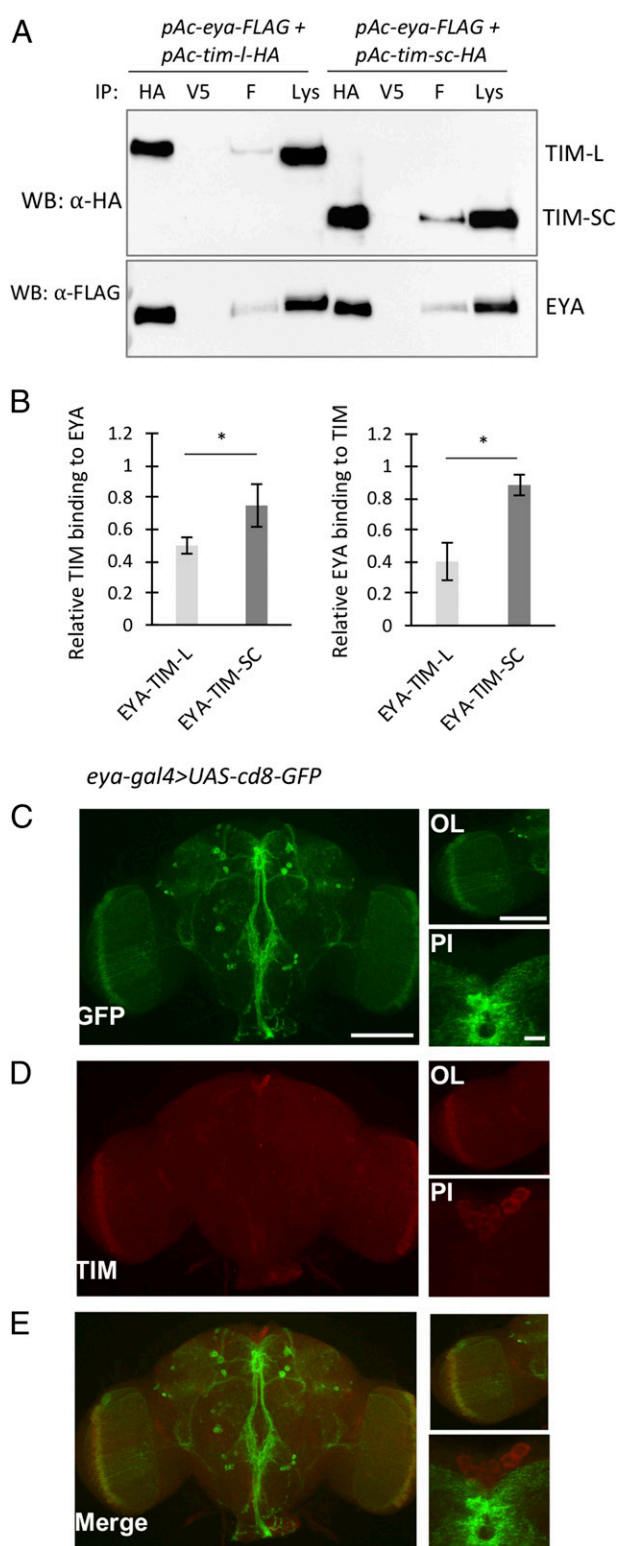 A
pAc-eya-FLAG + pAc-eya-FLAG +
pAc-tim-l-HA pAc-tim-sc-HA
IP: HA V5 F Lys HA V5 F Lys
TIM-L
WB: α-HA
TIM-SC
WB: α-FLAG
EYA
B
Relative TIM binding to EYA
1.2
1
0.8
0.6
0.4
0.2
0
*
EYA-TIM-L
EYA-TIM-SC
Relative EYA binding to TIM
1.2
1
0.8
0.6
0.4
0.2
0
*
EYA-TIM-L
EYA-TIM-SC
eya-gal4>UAS-cd8-GFP
C
GFP
OL
PI
D
TIM
OL
PI
E
Merge